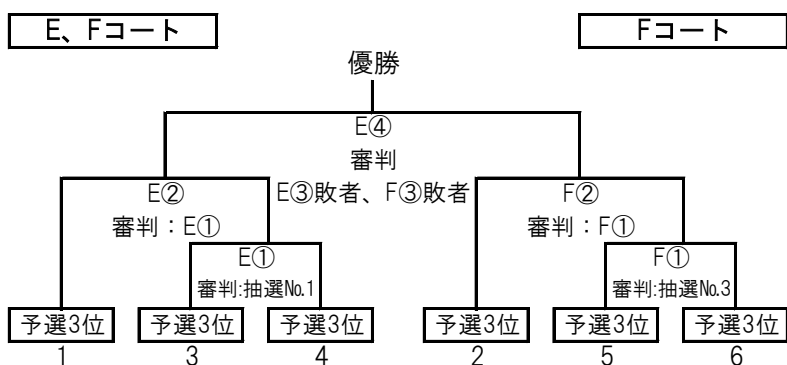 E、Fコート
Fコート
優勝
E④
審判
E③敗者、F③敗者
E②
審判：E①
F②
審判：F①
E①
審判:抽選№1
F①
審判:抽選№3
予選3位
予選3位
予選3位
予選3位
予選3位
予選3位
1
3
4
2
5
6